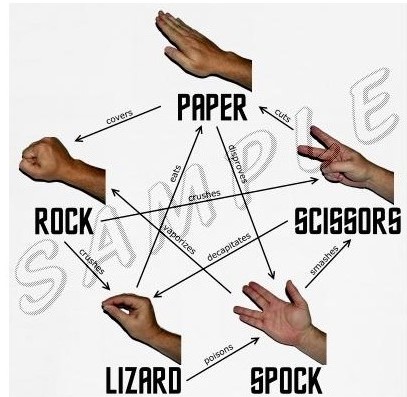 PAPER
covers
cuts
eats
disproves
crushes
ROCK
SCISSORS
vaporizes
decapitates
crushes
smashes
LIZARD
poisons
SPOCK
SAMPLE